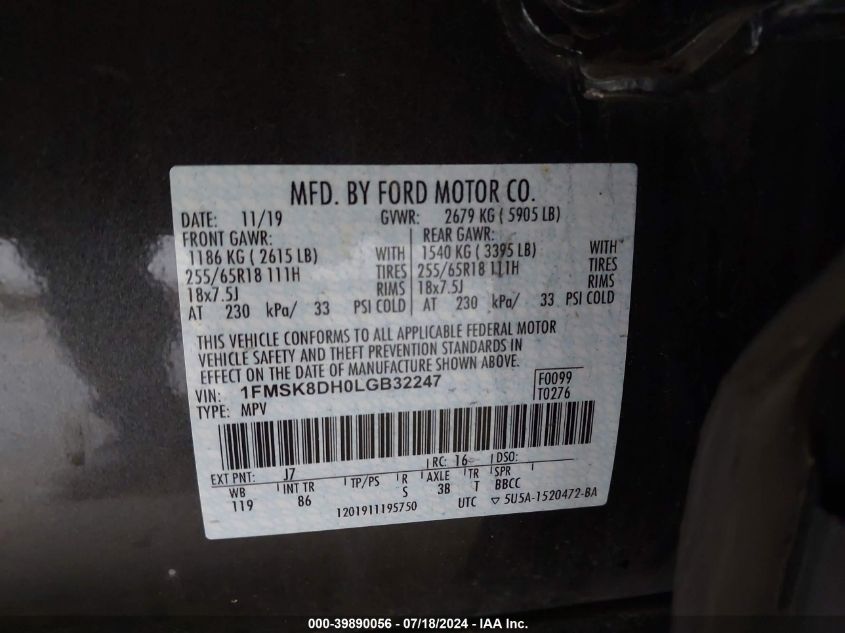 MFD. BY FORD MOTOR CO.
DATE: 11/19 GVWR: 2679 KG ( 5905 LB)
FRONT GAWR: REAR GAWR:
1186 KG ( 2615 LB) WITH 1540 KG ( 3395 LB) WITH
255/65R18 111H TIRES 255/65R18 111H TIRES
18x7.5J RIMS 18x7.5J RIMS
AT 230 kPa/ 33 PSI COLD AT 230 kPa/ 33 PSI COLD
THIS VEHICLE CONFORMS TO ALL APPLICABLE FEDERAL MOTOR
VEHICLE SAFETY AND THEFT PREVENTION STANDARDS IN
EFFECT ON THE DATE OF MANUFACTURE SHOWN ABOVE.
VIN: 1FMSK8DH0LGB32247 F0099
TYPE: MPV T0276
EXT PNT: J7 RC: 16 DSO:
WB INT TR TP/PS R AXLE TR SPR
119 86 S 3B T BBCC
1201911195750 UTC ▽ 5U5A-1520472-BA
000-39890056 - 07/18/2024 - IAA Inc.